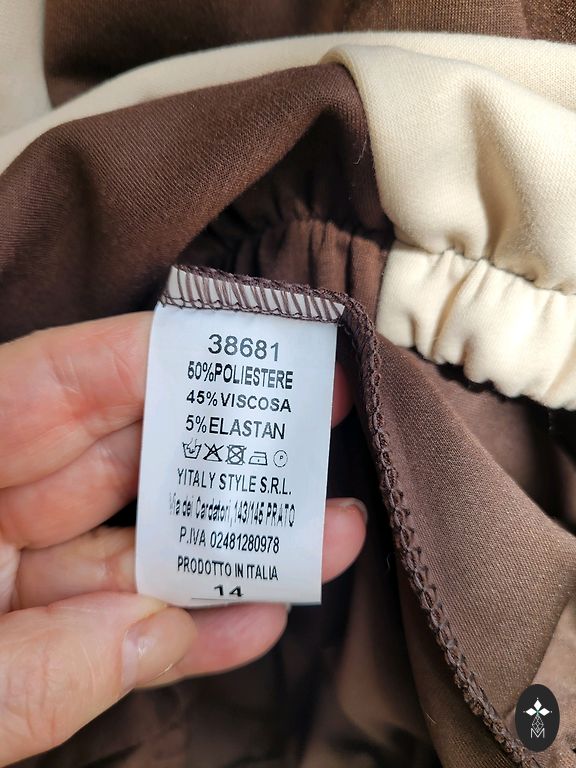 38681
50%POLIESTERE
45%VISCOSA
5%ELASTAN
P
YITALY STYLE S.R.L.
Via dei Cardatori, 143/145 PRATO
P.IVA 02481280978
PRODOTTO IN ITALIA
14
M